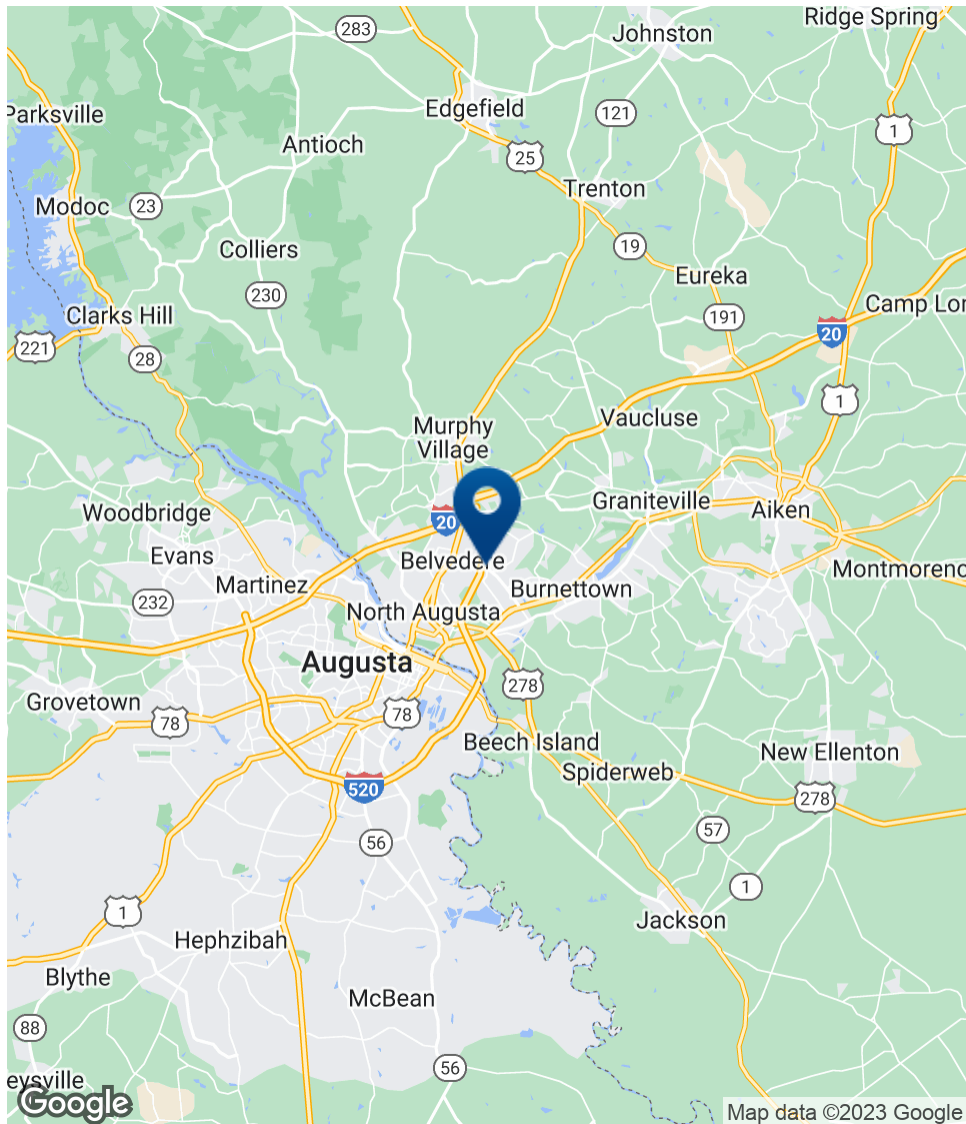 283
Johnston
Ridge Spring
Parksville
Edgefield
121
1
Antioch
25
Trenton
Modoc
23
19
Colliers
Eureka
230
Clarks Hill
191
Camp Lon
221
28
20
1
Murphy
Village
Vaucluse
Woodbridge
20
Graniteville
Aiken
Evans
Belvedere
Martinez
Burnettown
Montmorenc
232
North Augusta
Augusta
278
Grovetown
78
78
Beech Island
New Ellenton
Spiderweb
520
278
56
57
1
1
Jackson
Hephzibah
Blythe
McBean
88
56
eysville
Google
Map data ©2023 Google